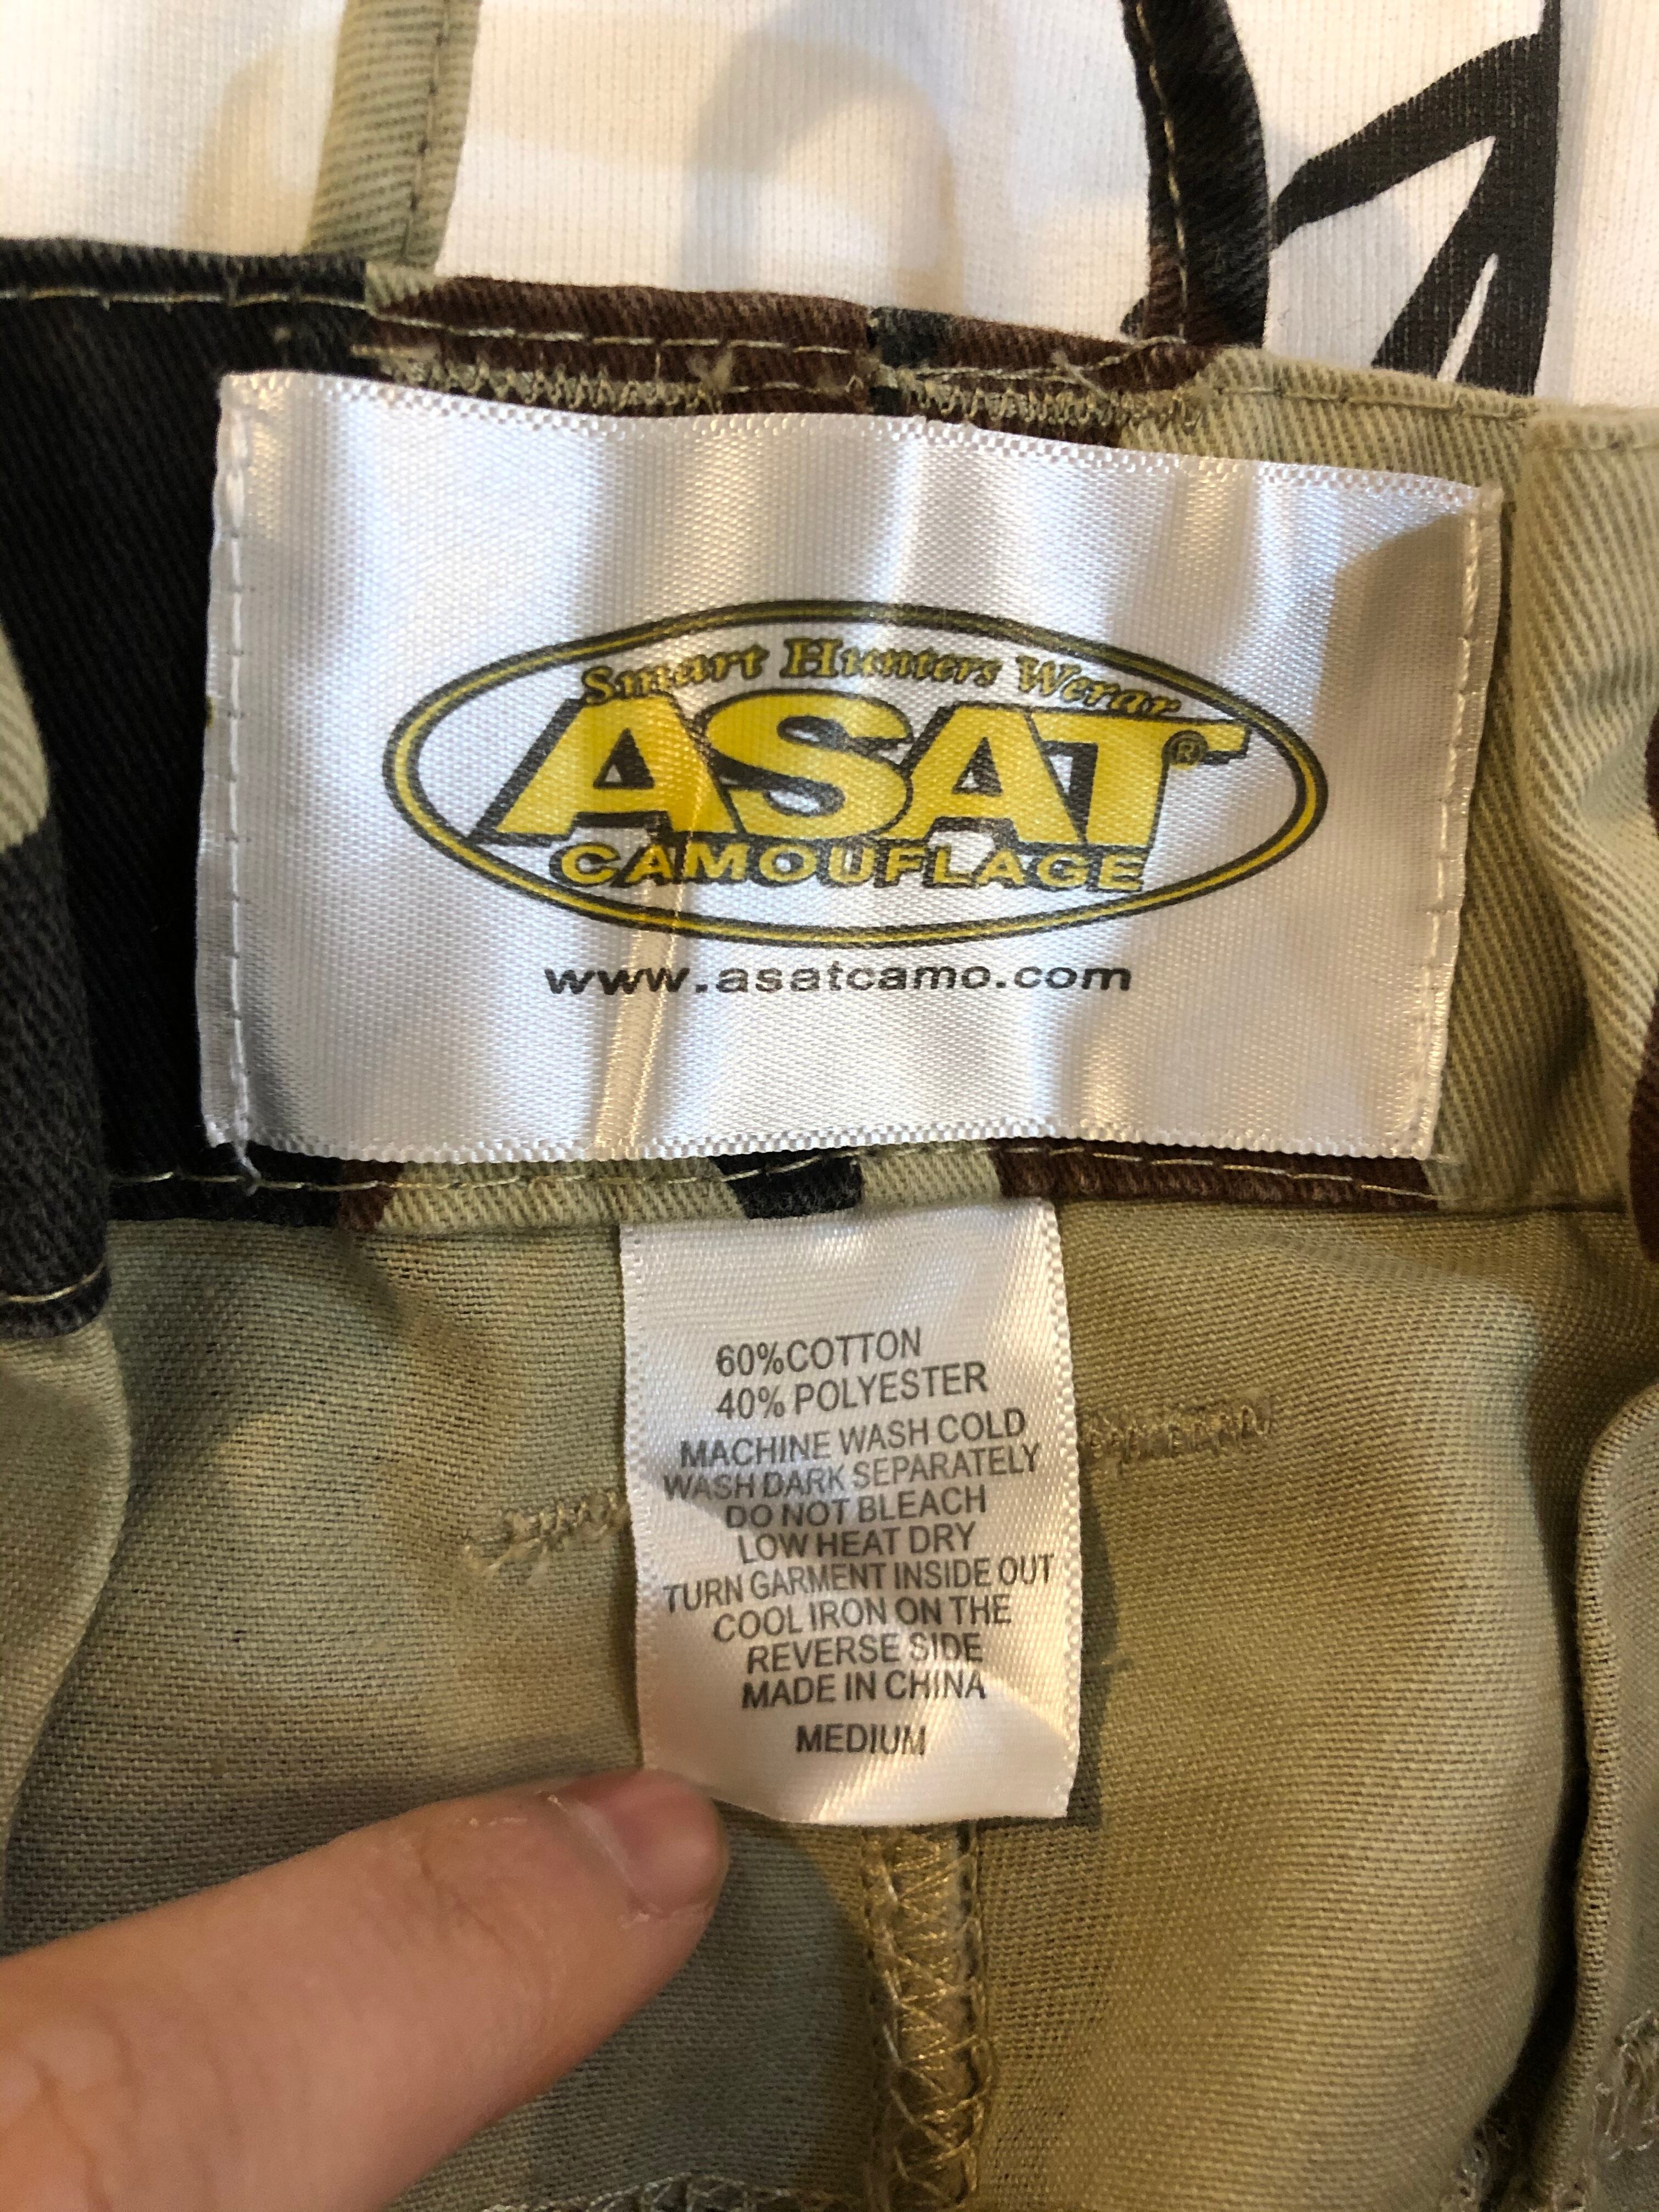 Smart Hunters Werar
ASAT®
CAMOUFLAGE
www.asatcamo.com
60%COTTON
40% POLYESTER
MACHINE WASH COLD
WASH DARK SEPARATELY
DO NOT BLEACH
LOW HEAT DRY
TURN GARMENT INSIDE OUT
COOL IRON ON THE
REVERSE SIDE
MADE IN CHINA
MEDIUM